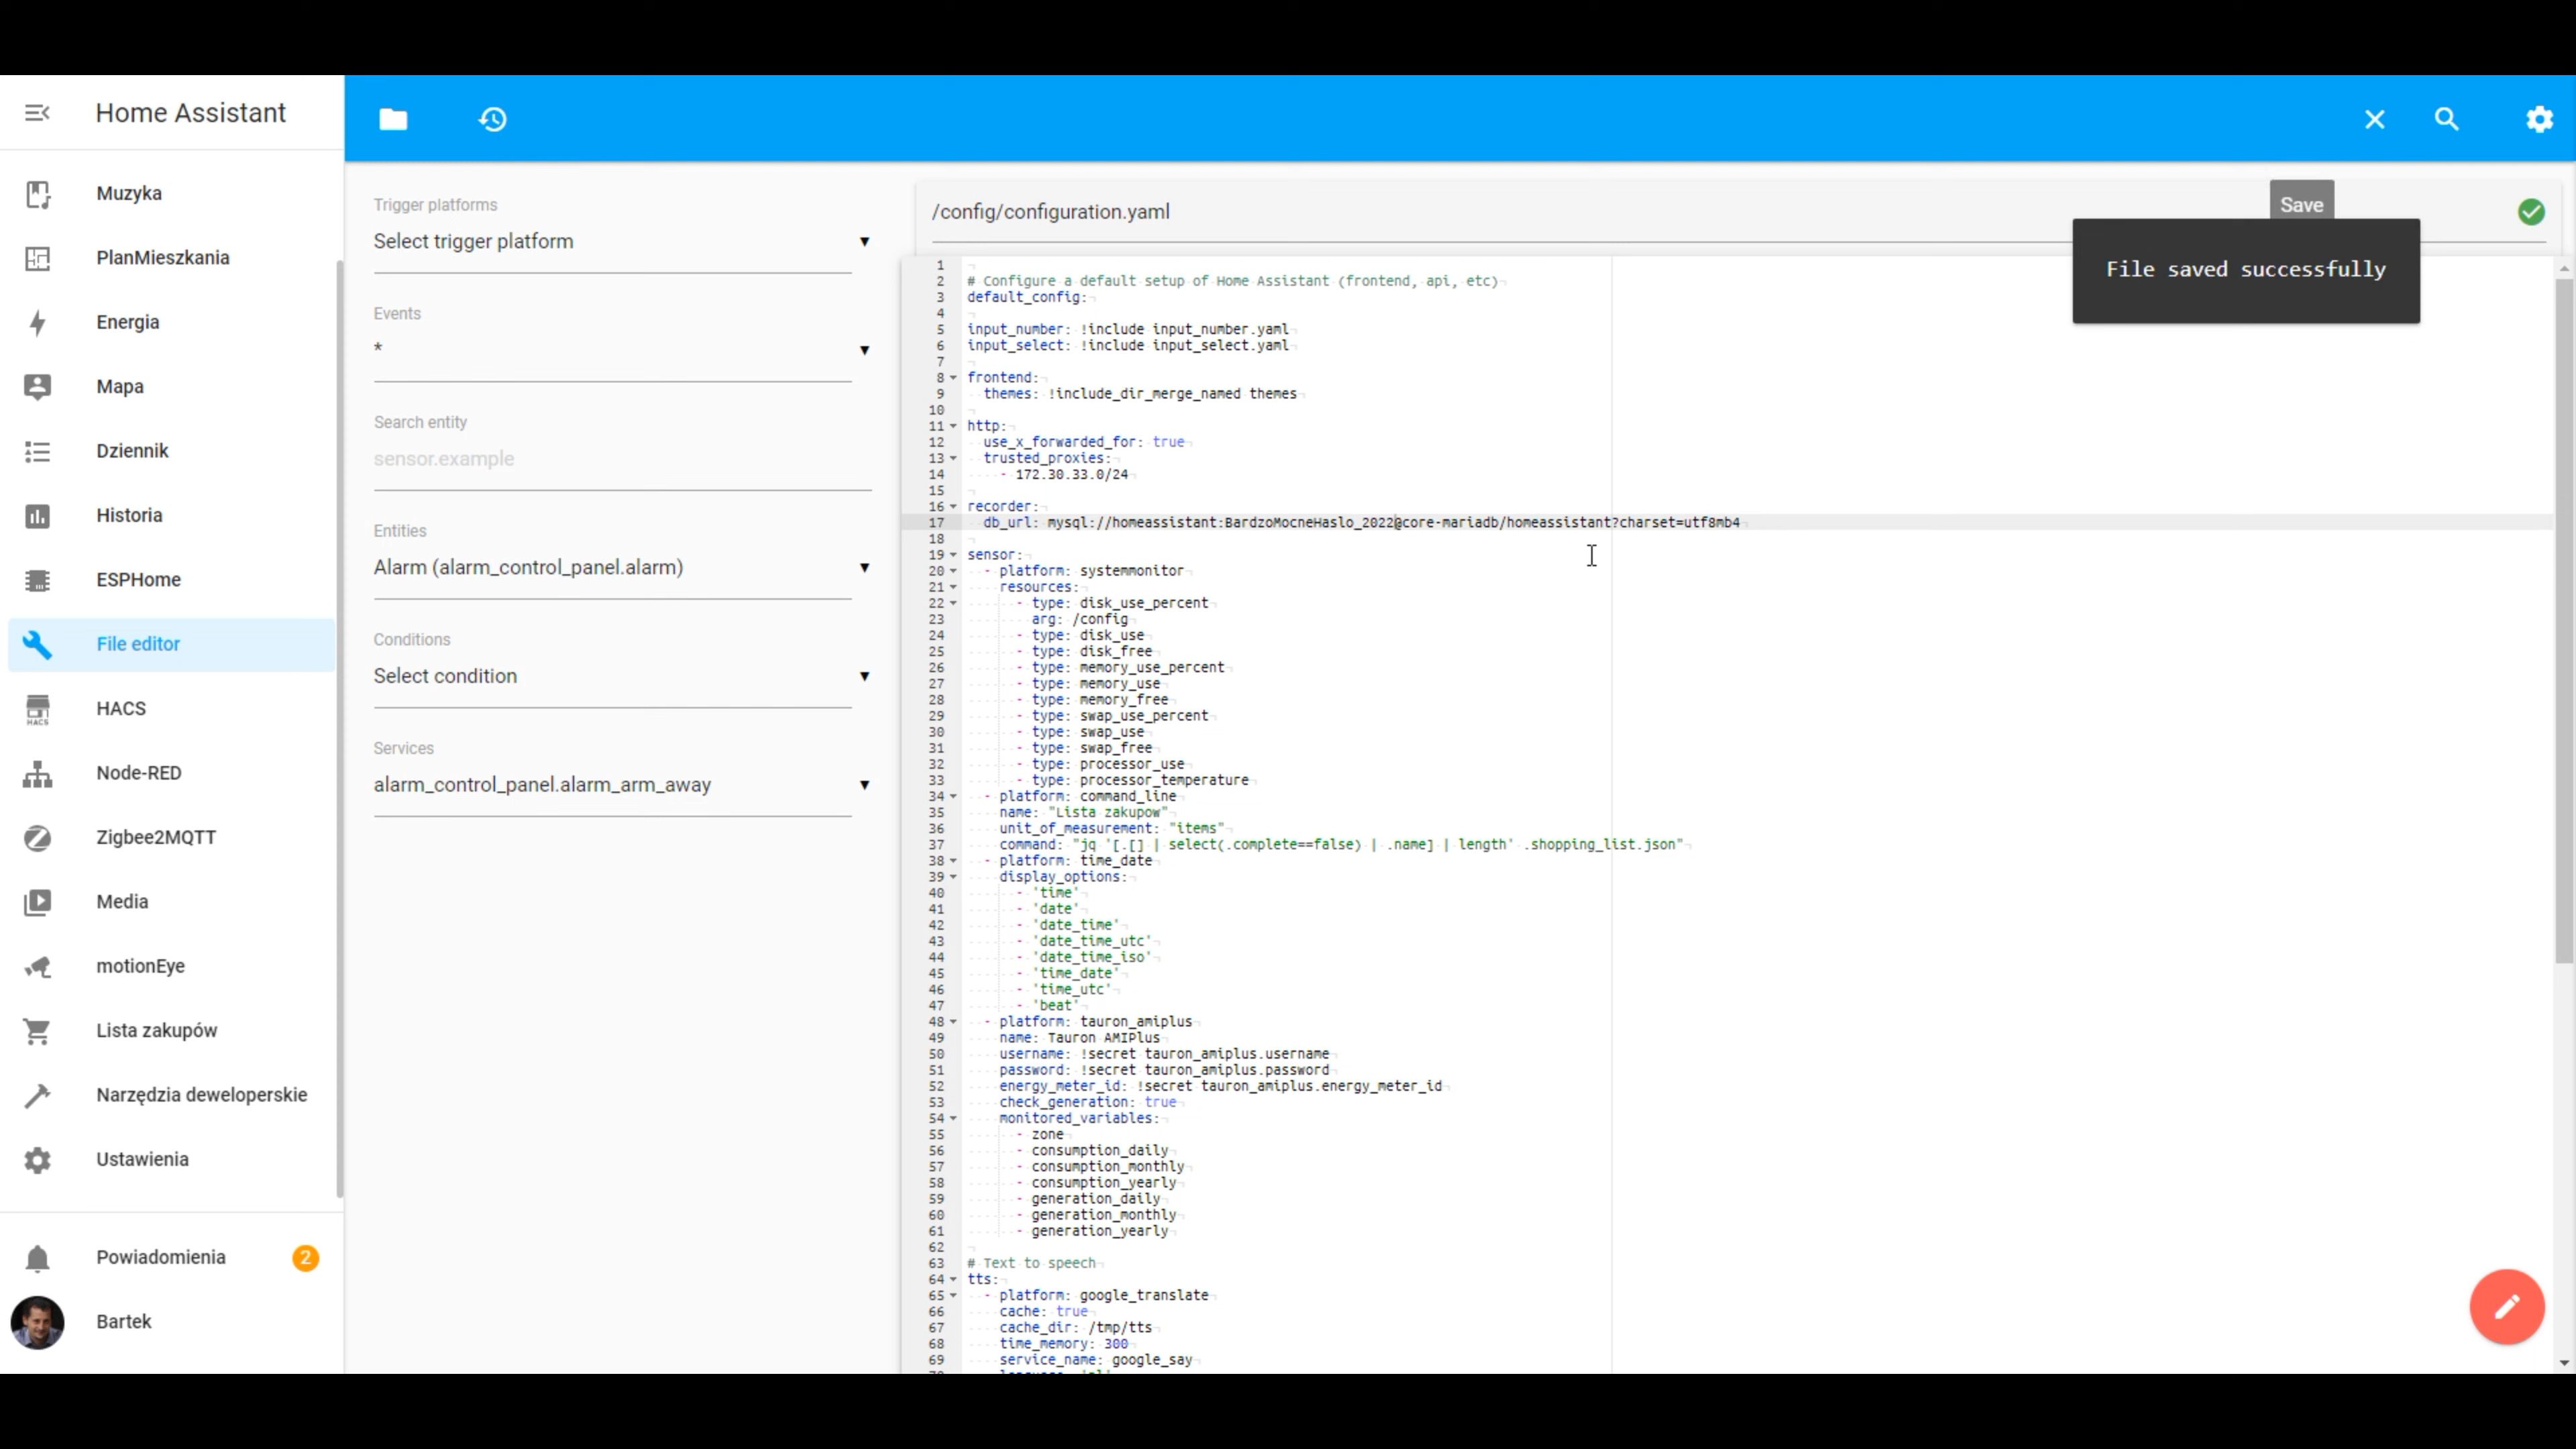 Home Assistant
Muzyka
PlanMieszkania
Energia
Mapa
Dziennik
Historia
ESPHome
File editor
HACS
HACS
Node-RED
Zigbee2MQTT
Media
motionEye
Lista zakupów
Narzędzia deweloperskie
Ustawienia
Powiadomienia 2
Bartek
Trigger platforms
Select trigger platform
Events
*
Search entity
sensor.example
Entities
Alarm (alarm_control_panel.alarm)
Conditions
Select condition
Services
alarm_control_panel.alarm_arm_away
/config/configuration.yaml
Save
File saved successfully
1
2 # Configure a default setup of Home Assistant (frontend, api, etc)
3 default_config:
4
5 input_number: !include input_number.yaml
6 input_select: !include input_select.yaml
7
8 frontend:
9   themes: !include_dir_merge_named themes
10
11 http:
12   use_x_forwarded_for: true
13   trusted_proxies:
14     - 172.30.33.0/24
15
16 recorder:
17   db_url: mysql://homeassistant:BardzoMocneHaslo_2022@core-mariadb/homeassistant?charset=utf8mb4
18
19 sensor:
20   - platform: systemmonitor
21     resources:
22       - type: disk_use_percent
23         arg: /config
24       - type: disk_use
25       - type: disk_free
26       - type: memory_use_percent
27       - type: memory_use
28       - type: memory_free
29       - type: swap_use_percent
30       - type: swap_use
31       - type: swap_free
32       - type: processor_use
33       - type: processor_temperature
34   - platform: command_line
35     name: "Lista zakupow"
36     unit_of_measurement: "items"
37     command: "jq '[.[] | select(.complete==false) | .name] | length' .shopping_list.json"
38   - platform: time_date
39     display_options:
40       - 'time'
41       - 'date'
42       - 'date_time'
43       - 'date_time_utc'
44       - 'date_time_iso'
45       - 'time_date'
46       - 'time_utc'
47       - 'beat'
48   - platform: tauron_amiplus
49     name: Tauron AMIPlus
50     username: !secret tauron_amiplus.username
51     password: !secret tauron_amiplus.password
52     energy_meter_id: !secret tauron_amiplus.energy_meter_id
53     check_generation: true
54     monitored_variables:
55       - zone
56       - consumption_daily
57       - consumption_monthly
58       - consumption_yearly
59       - generation_daily
60       - generation_monthly
61       - generation_yearly
62
63 # Text to speech
64 tts:
65   - platform: google_translate
66     cache: true
67     cache_dir: /tmp/tts
68     time_memory: 300
69     service_name: google_say